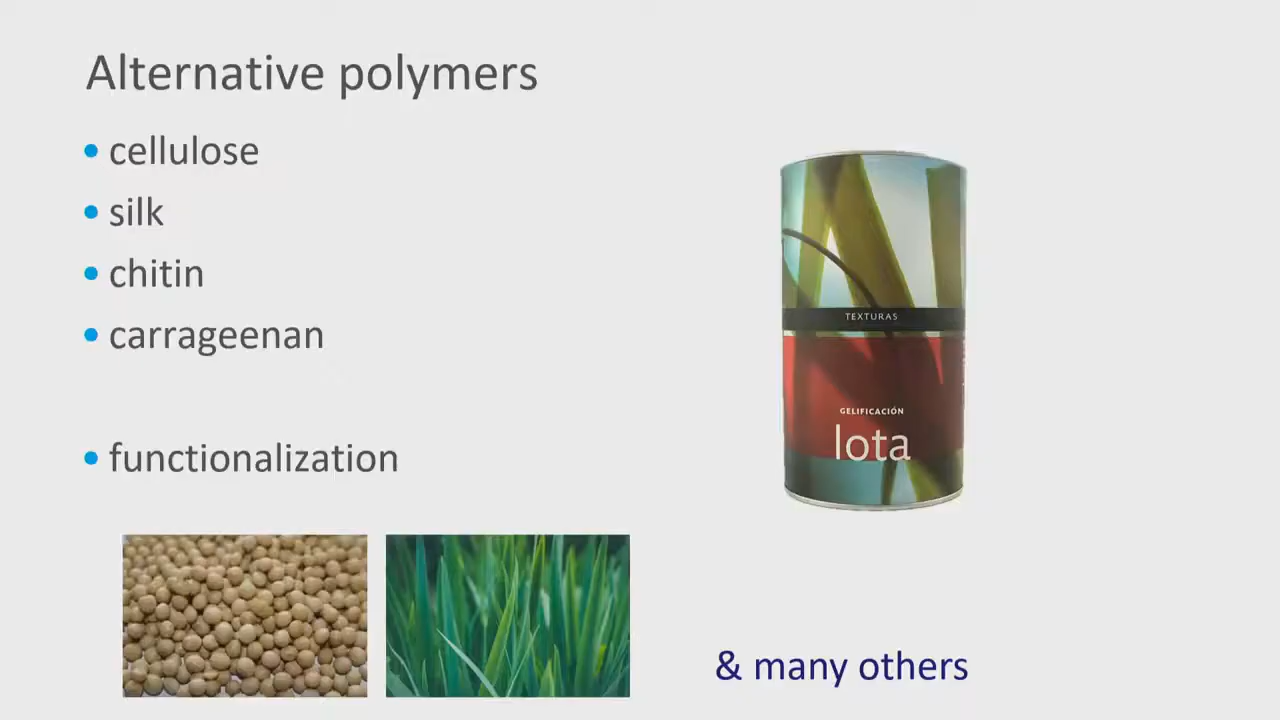 Alternative polymers
• cellulose
• silk
• chitin
• carrageenan
• functionalization
TEXTURAS
GELIFICACIÓN
Iota
& many others